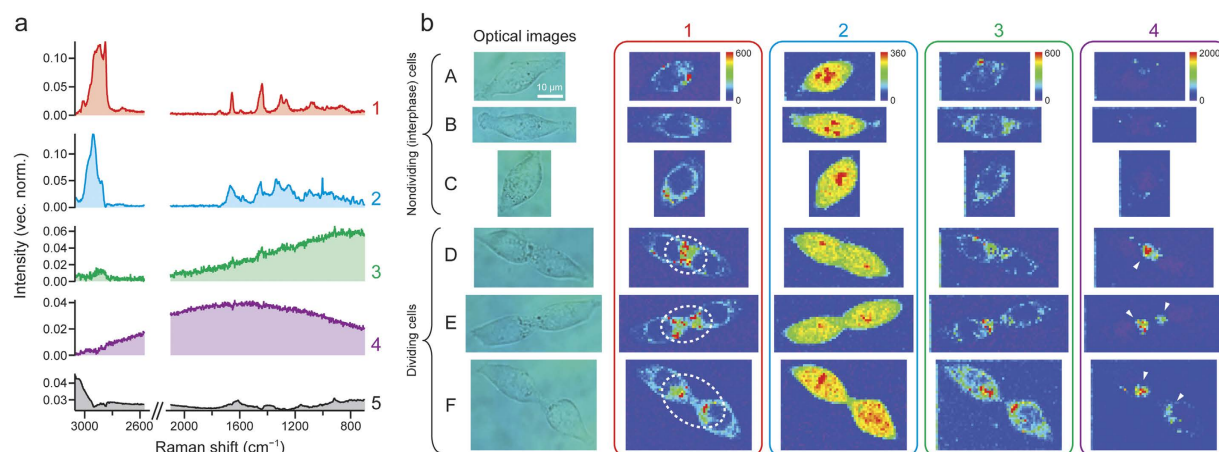 a
Intensity (vec. norm.)
0.10
0.05
0.00
1
0.10
0.05
0.00
2
0.06
0.04
0.02
0.00
3
0.04
0.02
0.00
4
0.04
0.03
5
3000
2000
1600
1200
800
Raman shift (cm⁻¹)
b
Optical images
1
2
3
4
Nondividing (interphase) cells
A
10 μm
600
0
360
0
600
0
2000
0
B
C
Dividing cells
D
E
F